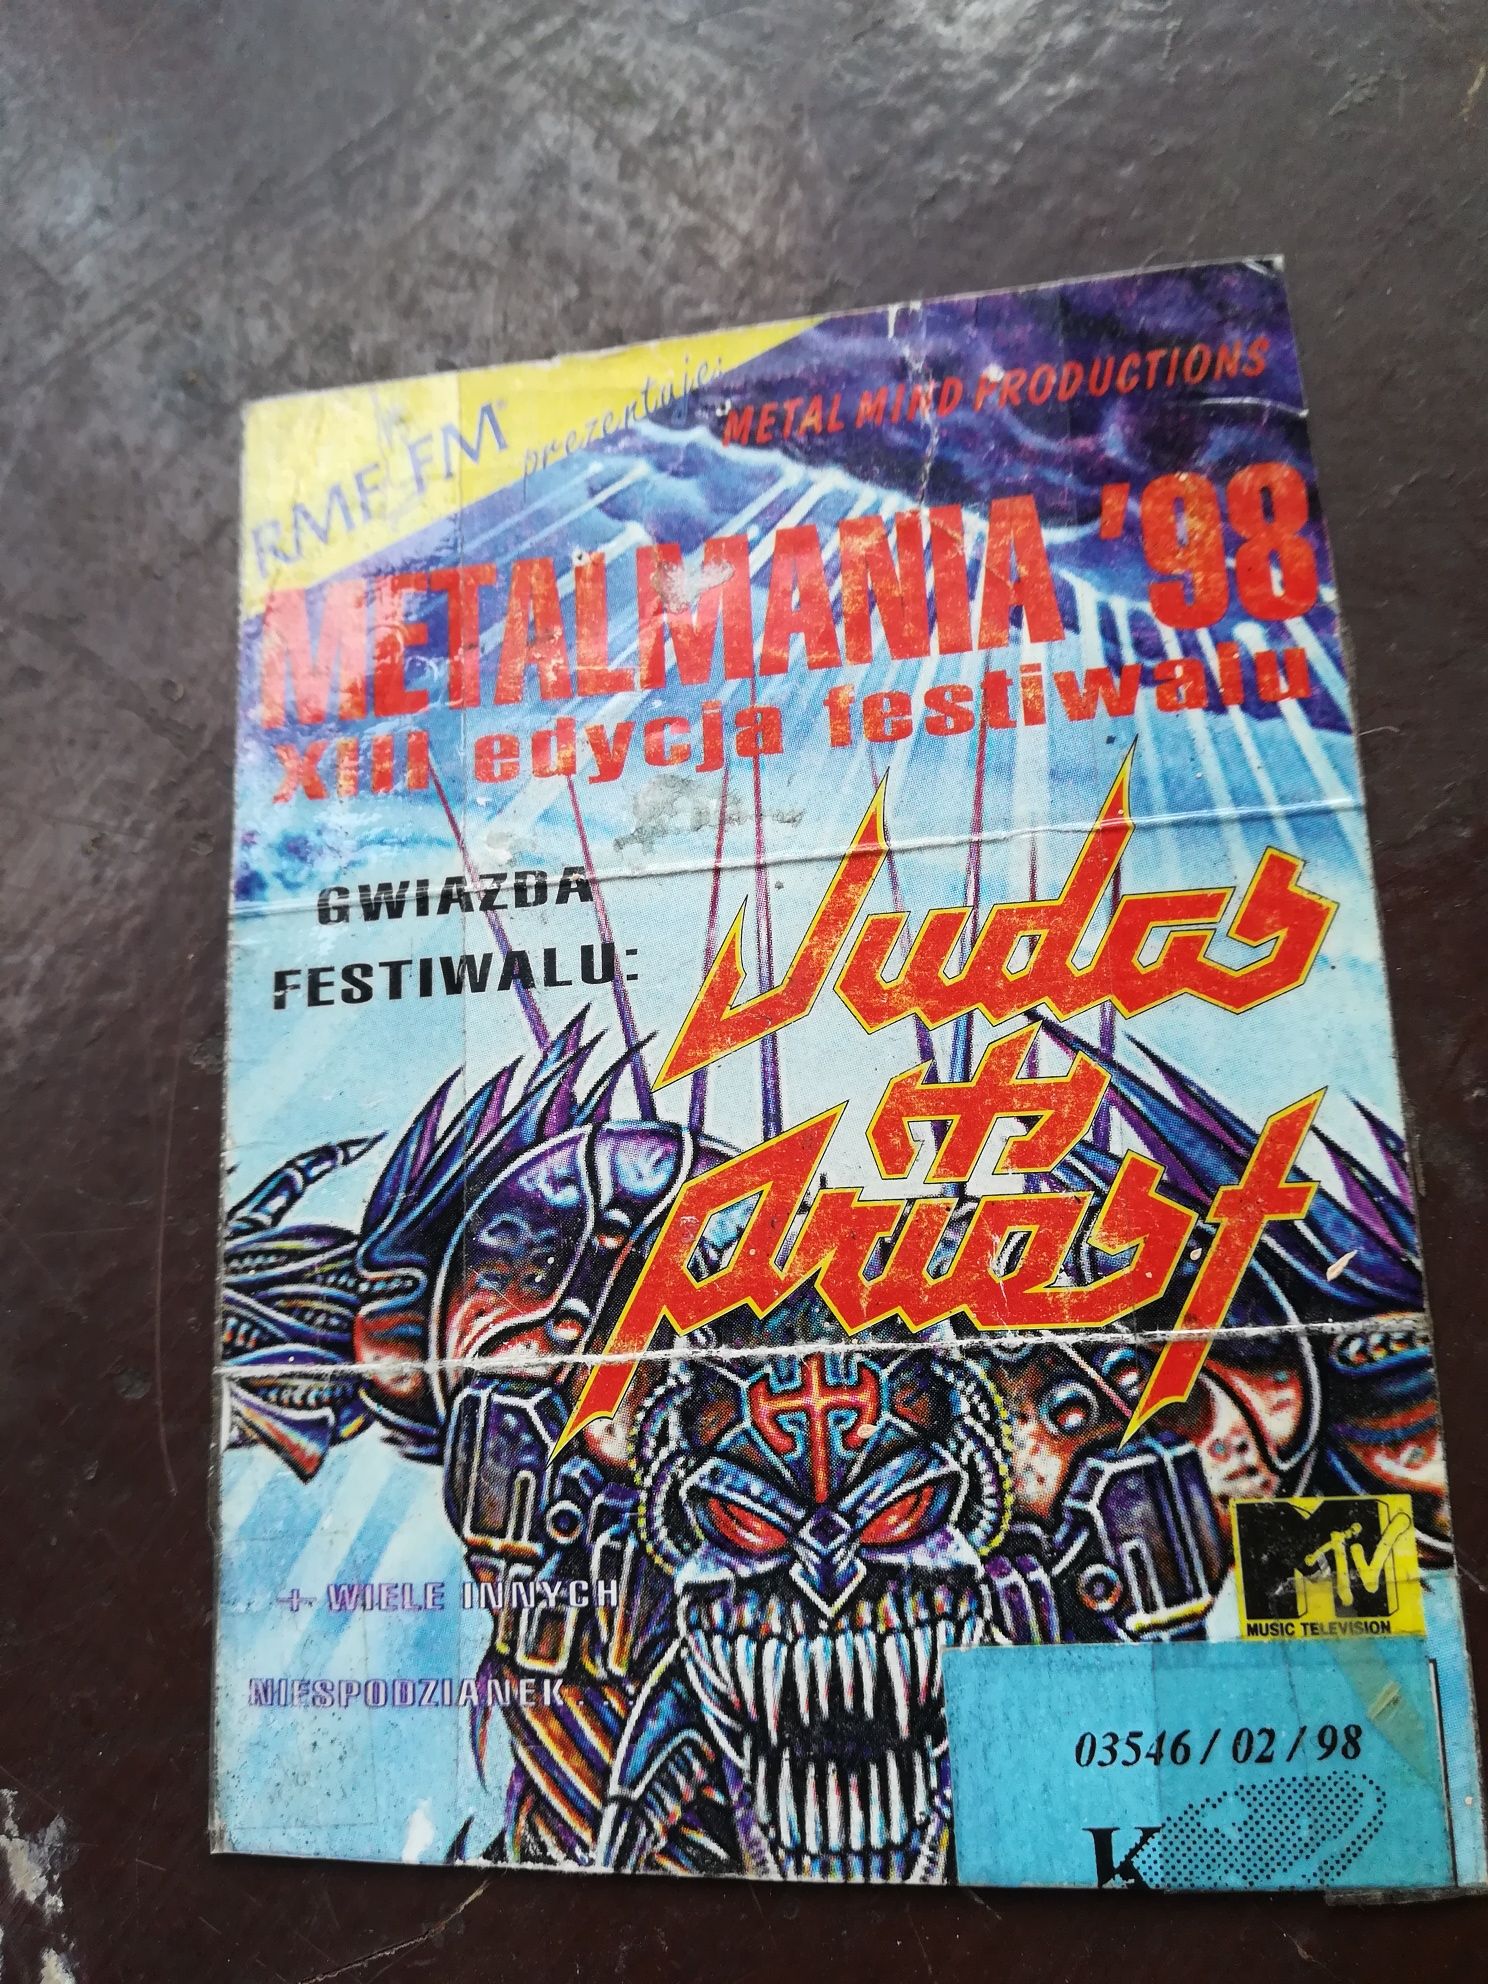 RMF FM prezentuje:
METAL MIND PRODUCTIONS
METALMANIA '98
XIII edycja festiwalu
GWIAZDA
FESTIWALU:
Judas
Priest
+ WIELE INNYCH
NIESPODZIANEK...
MTV
MUSIC TELEVISION
03546/02/98
K